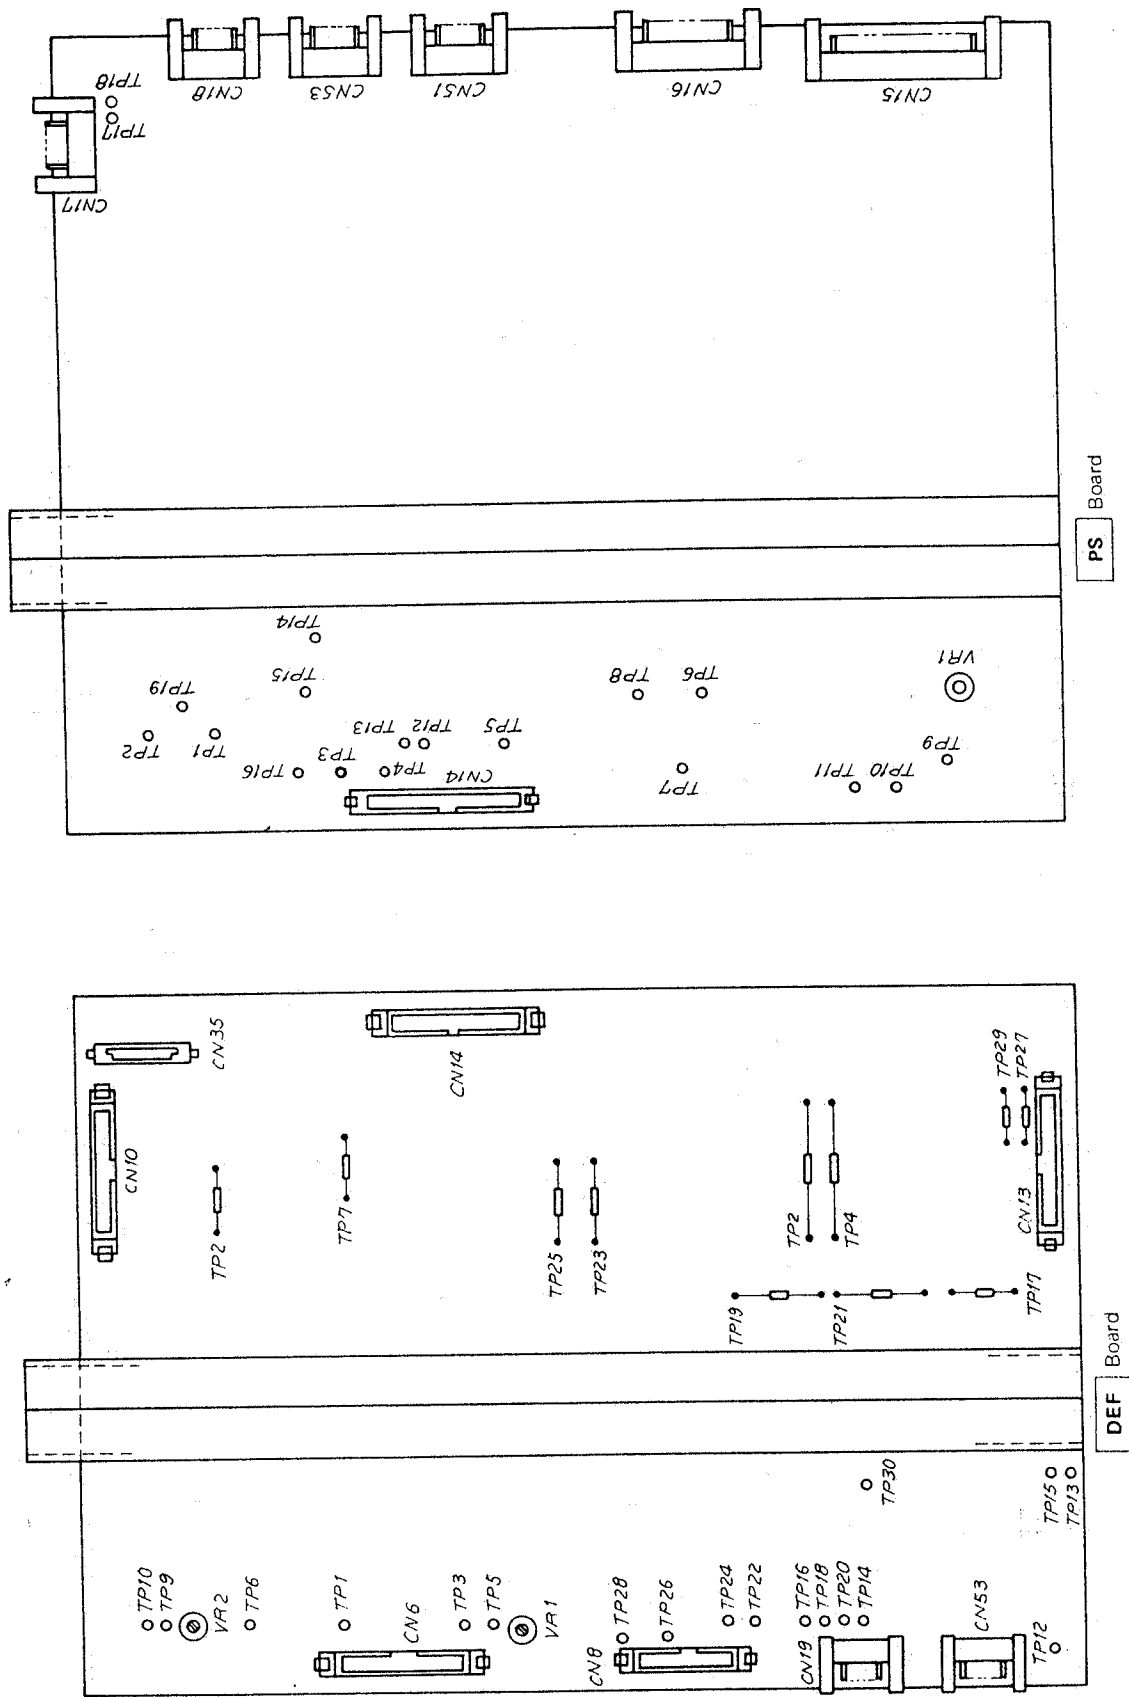 TP18
TP17
CN17
CN18
CN53
CN51
CN16
CN15
TP14
TP15
TP19
TP2
TP1
TP16
TP3
TP13
TP12
TP4
TP5
CN14
TP8
TP6
TP7
VR1
TP11
TP10
TP9
PS Board
CN35
CN10
CN14
TP2
TP7
TP25
TP23
TP2
TP4
TP29
TP27
CN13
TP19
TP21
TP17
DEF Board
TP30
TP15
TP13
TP10
TP9
VR2
TP6
TP1
CN6
TP3
TP5
VR1
TP28
TP26
CN8
TP24
TP22
TP16
TP18
TP20
TP14
CN19
CN53
TP12